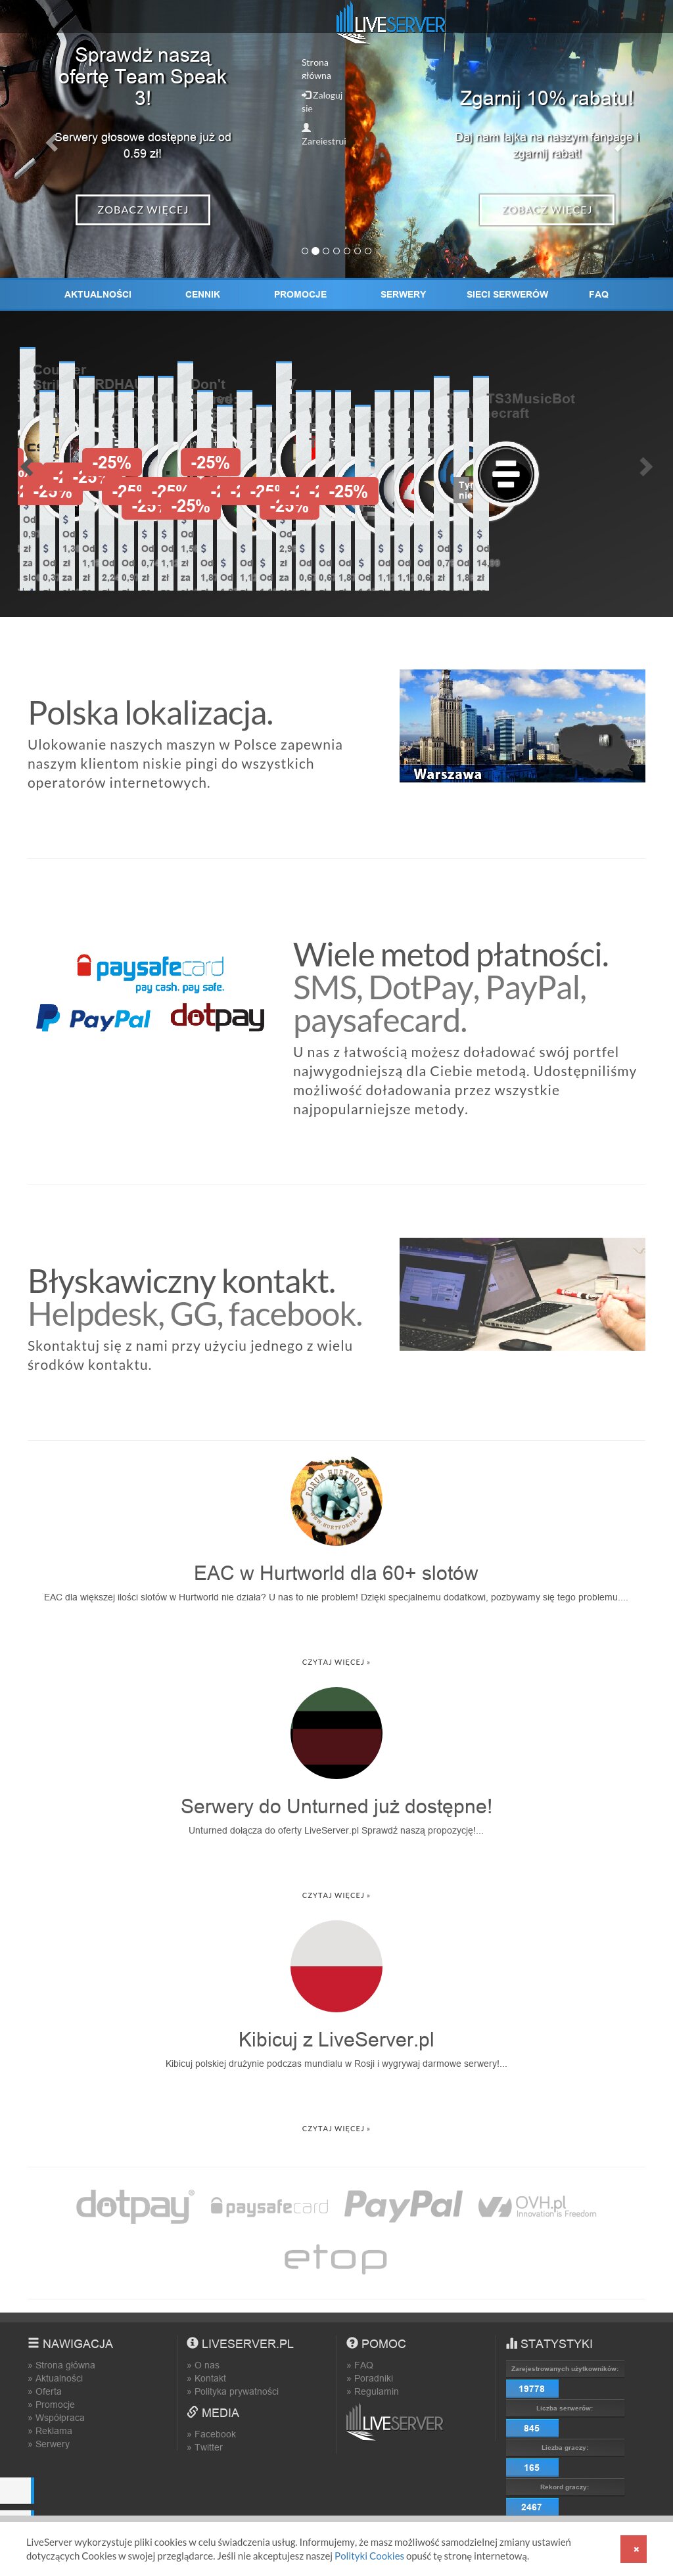 LIVESERVER
Sprawdź naszą
ofertę Team Speak
3!
Serwery głosowe dostępne już od
0.59 zł!
ZOBACZ WIĘCEJ
Strona
główna
Zaloguj
się
Zarejestruj
Zgarnij 10% rabatu!
Daj nam lajka na naszym fanpage i
zgarnij rabat!
ZOBACZ WIĘCEJ
AKTUALNOŚCI CENNIK PROMOCJE SERWERY SIECI SERWERÓW FAQ
Don't
TS3MusicBot
-25% -25%
-25%
-25%
-25%
Polska lokalizacja.
Ulokowanie naszych maszyn w Polsce zapewnia
naszym klientom niskie pingi do wszystkich
operatorów internetowych.
Warszawa
paysafecard
pay cash. pay safe.
PayPal dotpay
Wiele metod płatności.
SMS, DotPay, PayPal,
paysafecard.
U nas z łatwością możesz doładować swój portfel
najwygodniejszą dla Ciebie metodą. Udostępniliśmy
możliwość doładowania przez wszystkie
najpopularniejsze metody.
Błyskawiczny kontakt.
Helpdesk, GG, facebook.
Skontaktuj się z nami przy użyciu jednego z wielu
środków kontaktu.
FORUM HURTWORLD
WWW.HURTFORUM.PL
EAC w Hurtworld dla 60+ slotów
EAC dla większej ilości slotów w Hurtworld nie działa? U nas to nie problem! Dzięki specjalnemu dodatkowi, pozbywamy się tego problemu....
CZYTAJ WIĘCEJ »
Serwery do Unturned już dostępne!
Unturned dołącza do oferty LiveServer.pl Sprawdź naszą propozycję!...
CZYTAJ WIĘCEJ »
Kibicuj z LiveServer.pl
Kibicuj polskiej drużynie podczas mundialu w Rosji i wygrywaj darmowe serwery!...
CZYTAJ WIĘCEJ »
dotpay® paysafecard PayPal OVH.pl
Innovation is Freedom
etop
NAWIGACJA
» Strona główna
» Aktualności
» Oferta
» Promocje
» Współpraca
» Reklama
» Serwery
LIVESERVER.PL
» O nas
» Kontakt
» Polityka prywatności
MEDIA
» Facebook
» Twitter
POMOC
» FAQ
» Poradniki
» Regulamin
LIVESERVER
STATYSTYKI
Zarejestrowanych użytkowników:
19778
Liczba serwerów:
845
Liczba graczy:
165
Rekord graczy:
2467
LiveServer wykorzystuje pliki cookies w celu świadczenia usług. Informujemy, że masz możliwość samodzielnej zmiany ustawień
dotyczących Cookies w swojej przeglądarce. Jeśli nie akceptujesz naszej Polityki Cookies opuść tę stronę internetową.